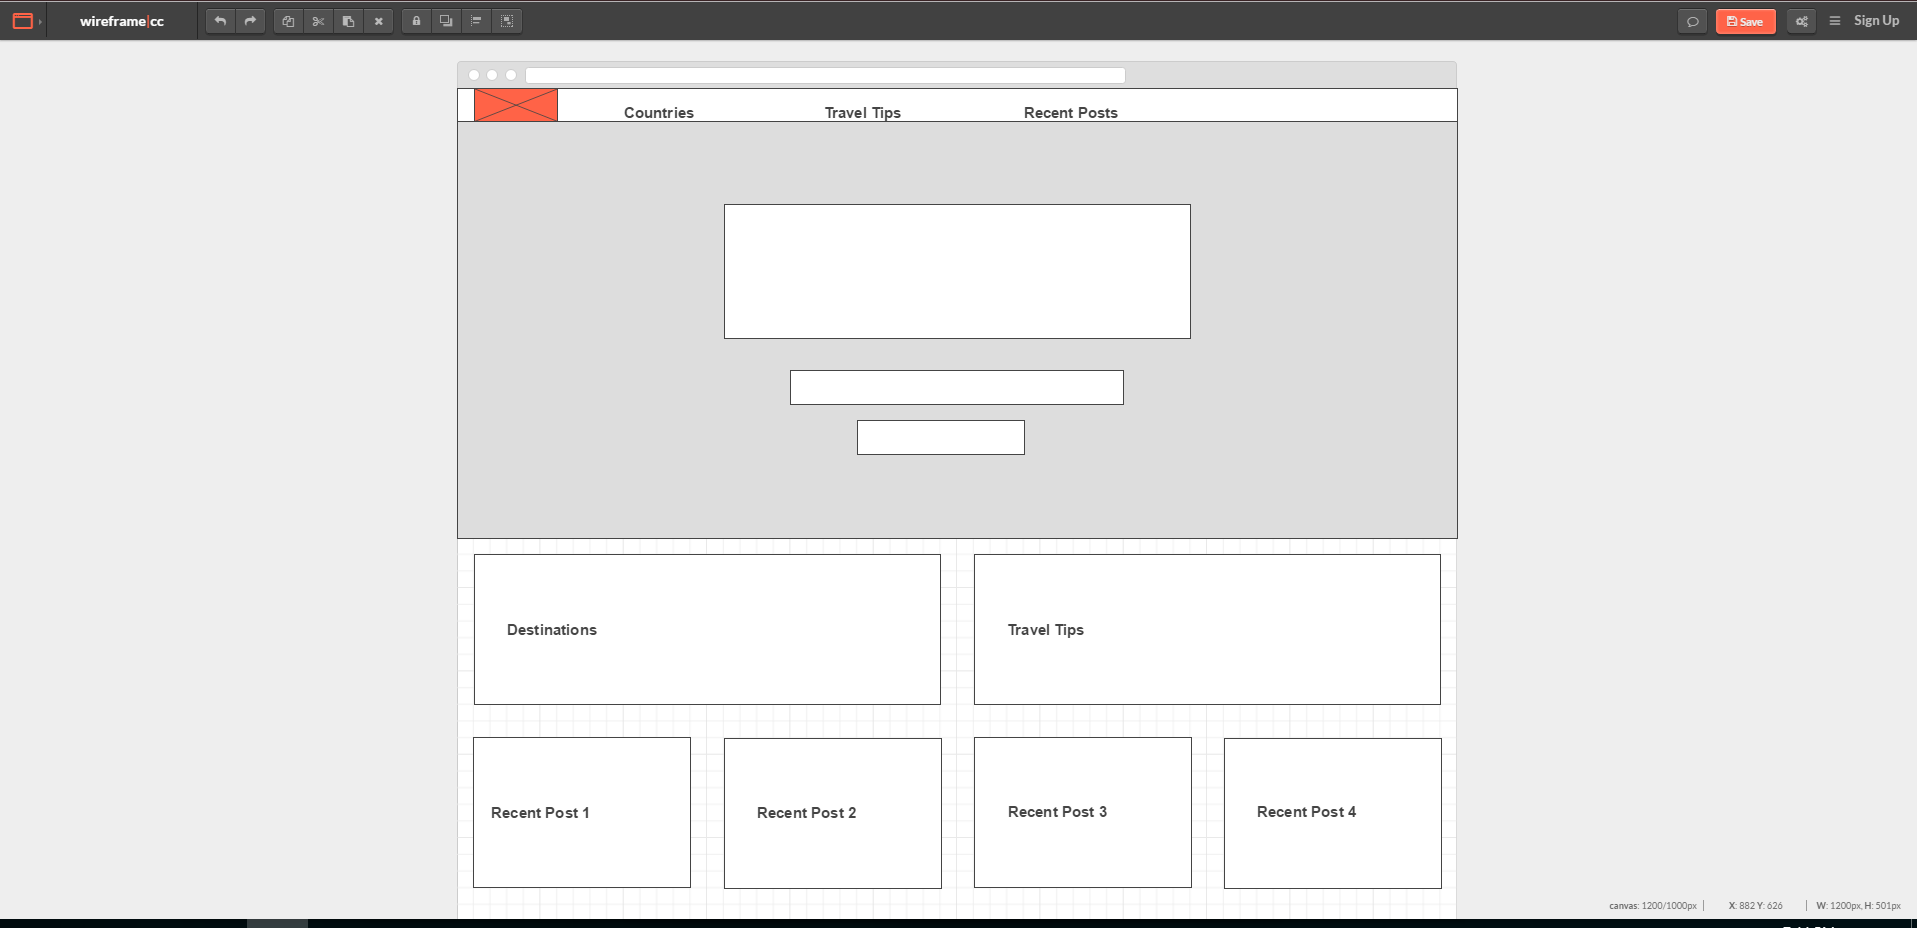 wireframe|cc
Save
Sign Up
Countries
Travel Tips
Recent Posts
Destinations
Travel Tips
Recent Post 1
Recent Post 2
Recent Post 3
Recent Post 4
canvas: 1200/1000px
X: 882 Y: 626
W: 1200px, H: 501px